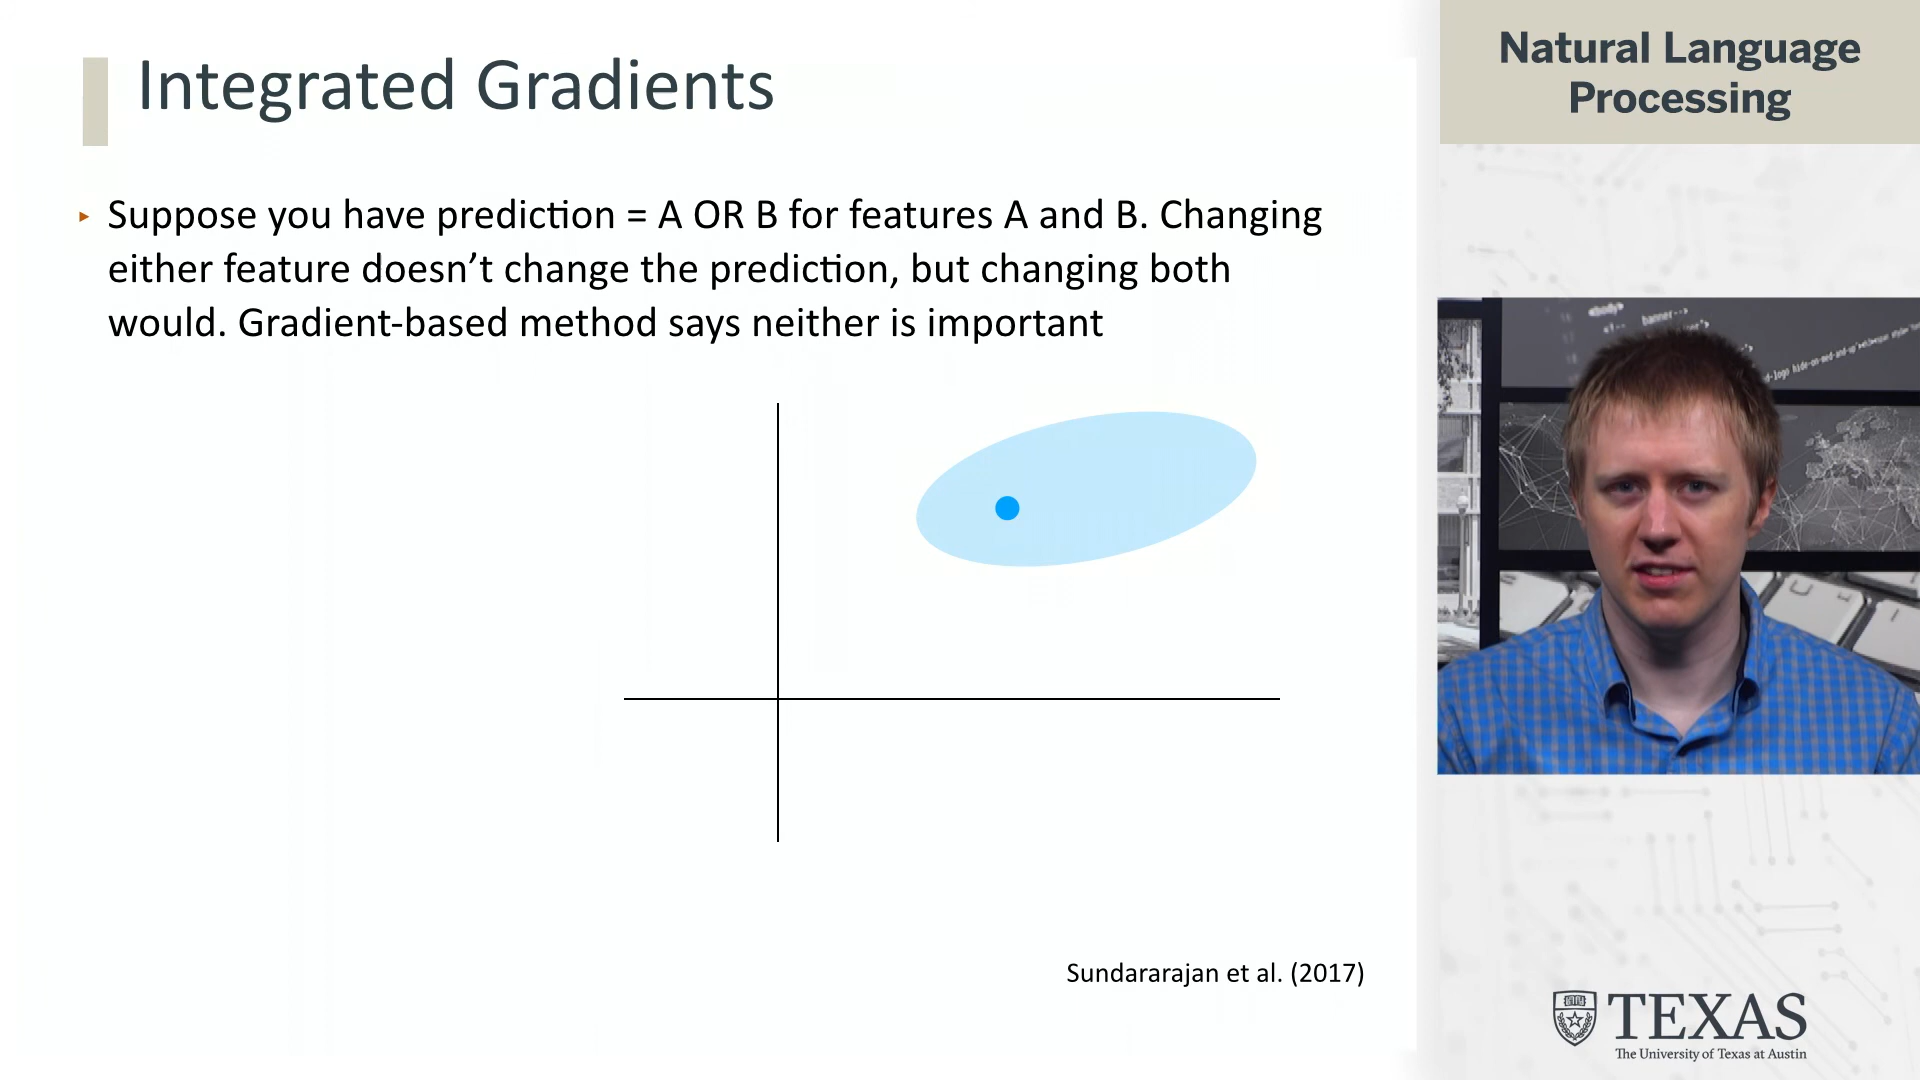 Integrated Gradients
‣ Suppose you have prediction = A OR B for features A and B. Changing
either feature doesn’t change the prediction, but changing both
would. Gradient-based method says neither is important
Sundararajan et al. (2017)
Natural Language
Processing
<body>
banner-->
TEXAS
The University of Texas at Austin